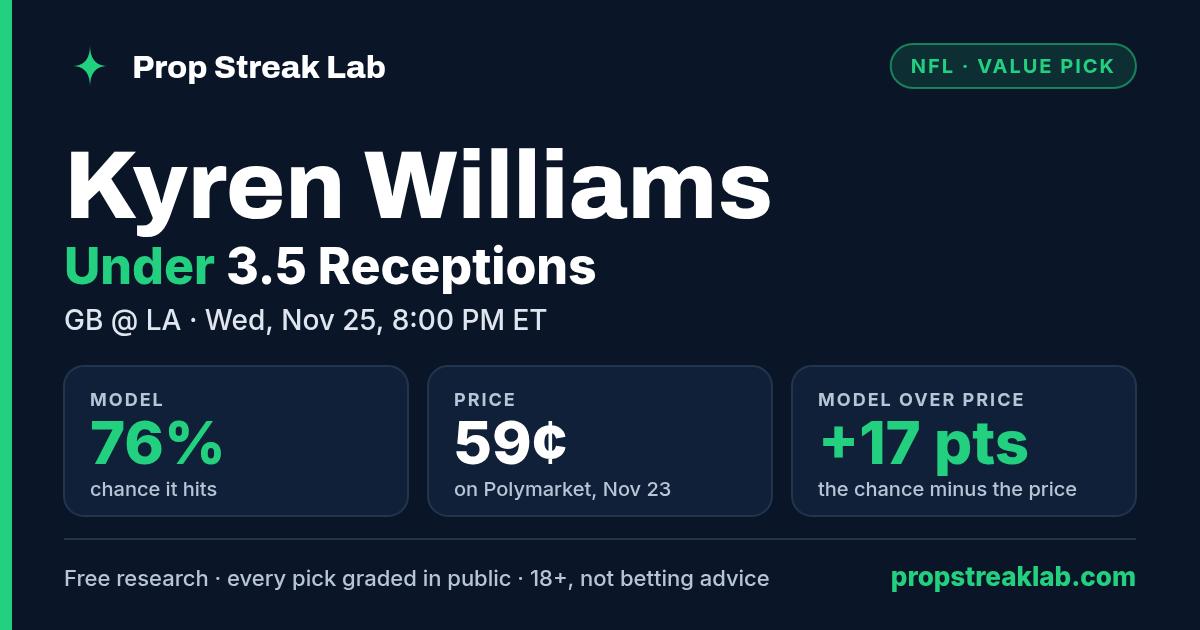 Prop Streak Lab
NFL · VALUE PICK
Kyren Williams
Under 3.5 Receptions
GB @ LA · Wed, Nov 25, 8:00 PM ET
MODEL
76%
chance it hits
PRICE
59¢
on Polymarket, Nov 23
MODEL OVER PRICE
+17 pts
the chance minus the price
Free research · every pick graded in public · 18+, not betting advice
propstreaklab.com